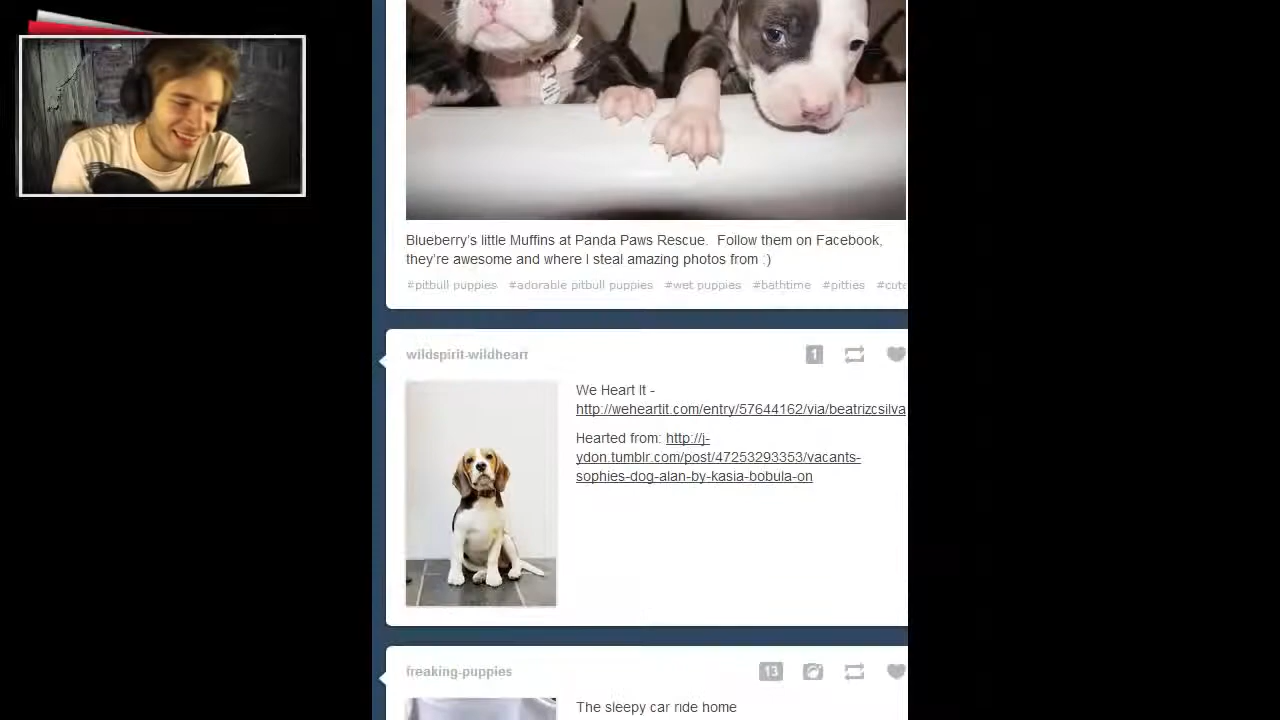 Blueberry's little Muffins at Panda Paws Rescue.  Follow them on Facebook,
they're awesome and where I steal amazing photos from :)
#pitbull puppies #adorable pitbull puppies #wet puppies #bathtime #pitties #cute
wildspirit-wildheart 1
We Heart It -
http://weheartit.com/entry/57644162/via/beatrizcsilva
Hearted from: http://j-
ydon.tumblr.com/post/47253293353/vacants-
sophies-dog-alan-by-kasia-bobula-on
freaking-puppies 13
The sleepy car ride home